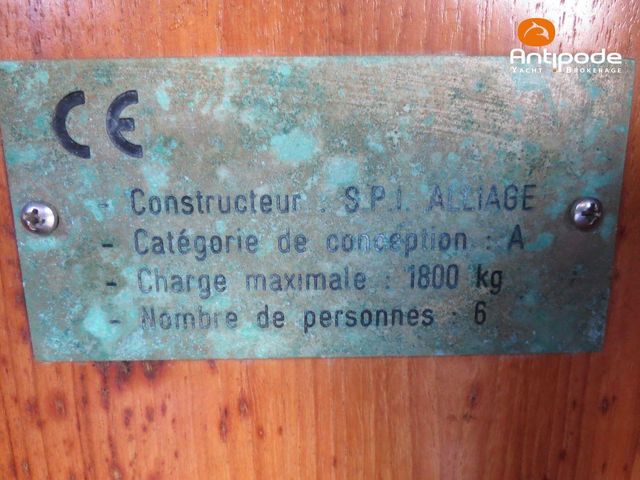 Antipode
YACHT BROKERAGE
CE
- Constructeur : S.P.I. ALLIAGE
- Catégorie de conception : A
- Charge maximale : 1800 kg
- Nombre de personnes : 6